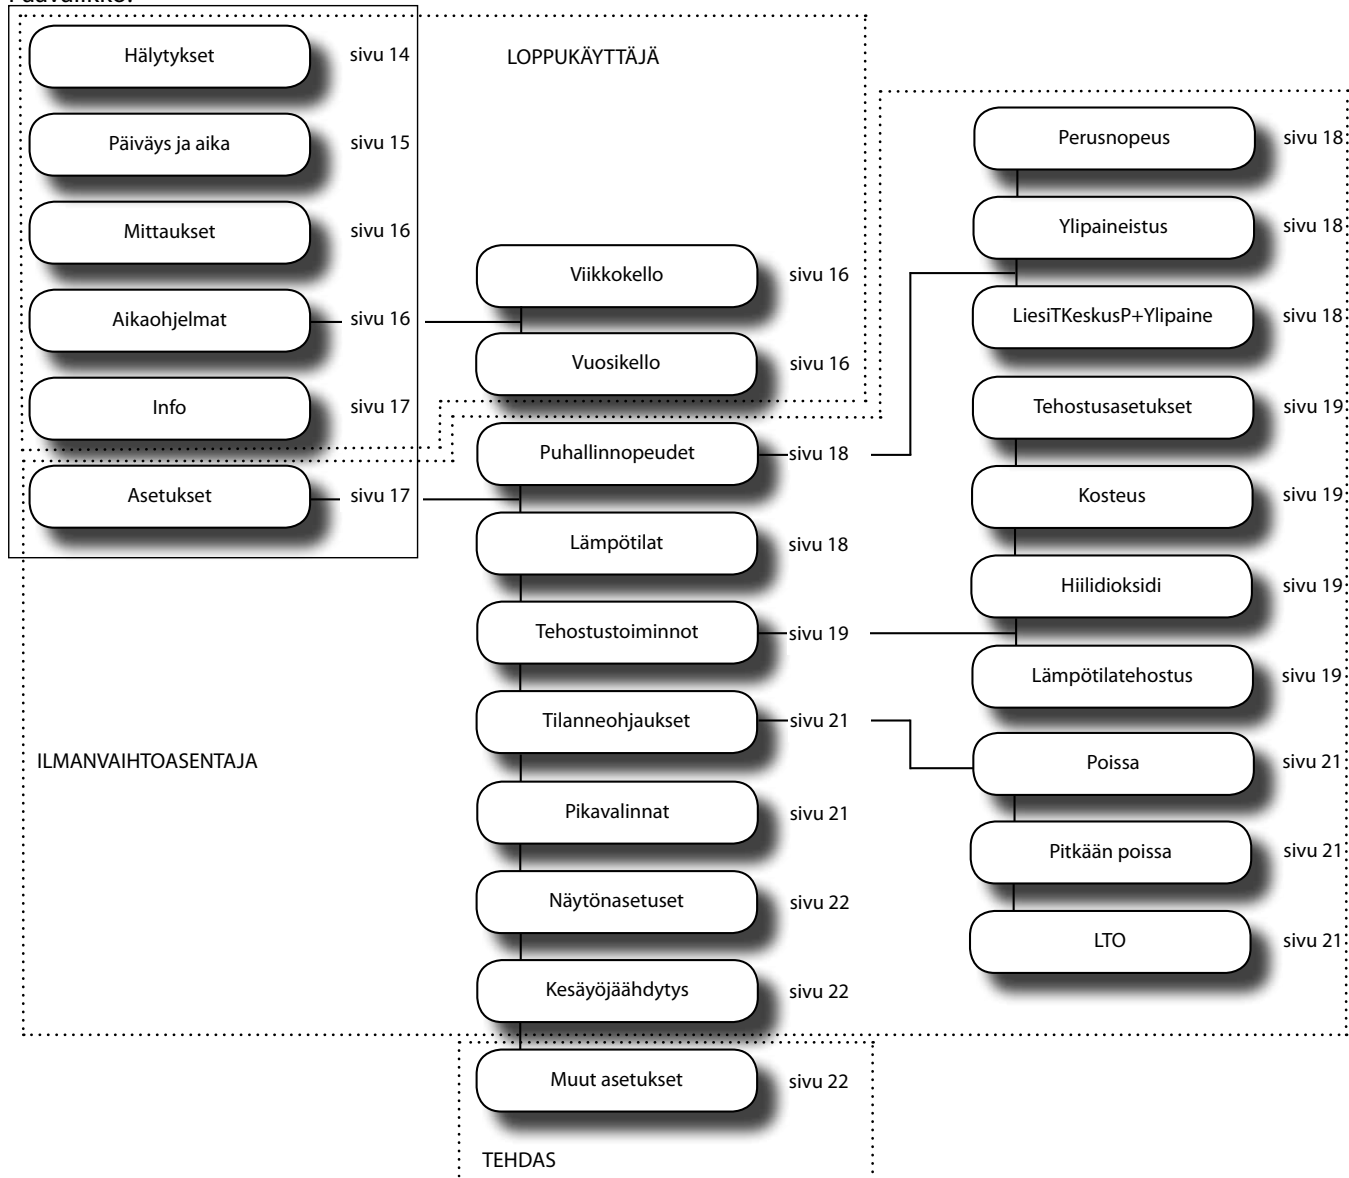 Päävalikko:
Hälytykset
sivu 14
Päiväys ja aika
sivu 15
Mittaukset
sivu 16
Aikaohjelmat
sivu 16
Info
sivu 17
Asetukset
sivu 17
LOPPUKÄYTTÄJÄ
Viikkokello
sivu 16
Vuosikello
sivu 16
Puhallinnopeudet
sivu 18
Lämpötilat
sivu 18
Tehostustoiminnot
sivu 19
Tilanneohjaukset
sivu 21
Pikavalinnat
sivu 21
Näytönasetuset
sivu 22
Kesäyöjäähdytys
sivu 22
Muut asetukset
sivu 22
Perusnopeus
sivu 18
Ylipaineistus
sivu 18
LiesiTKeskusP+Ylipaine
sivu 18
Tehostusasetukset
sivu 19
Kosteus
sivu 19
Hiilidioksidi
sivu 19
Lämpötilatehostus
sivu 19
Poissa
sivu 21
Pitkään poissa
sivu 21
LTO
sivu 21
ILMANVAIHTOASENTAJA
TEHDAS